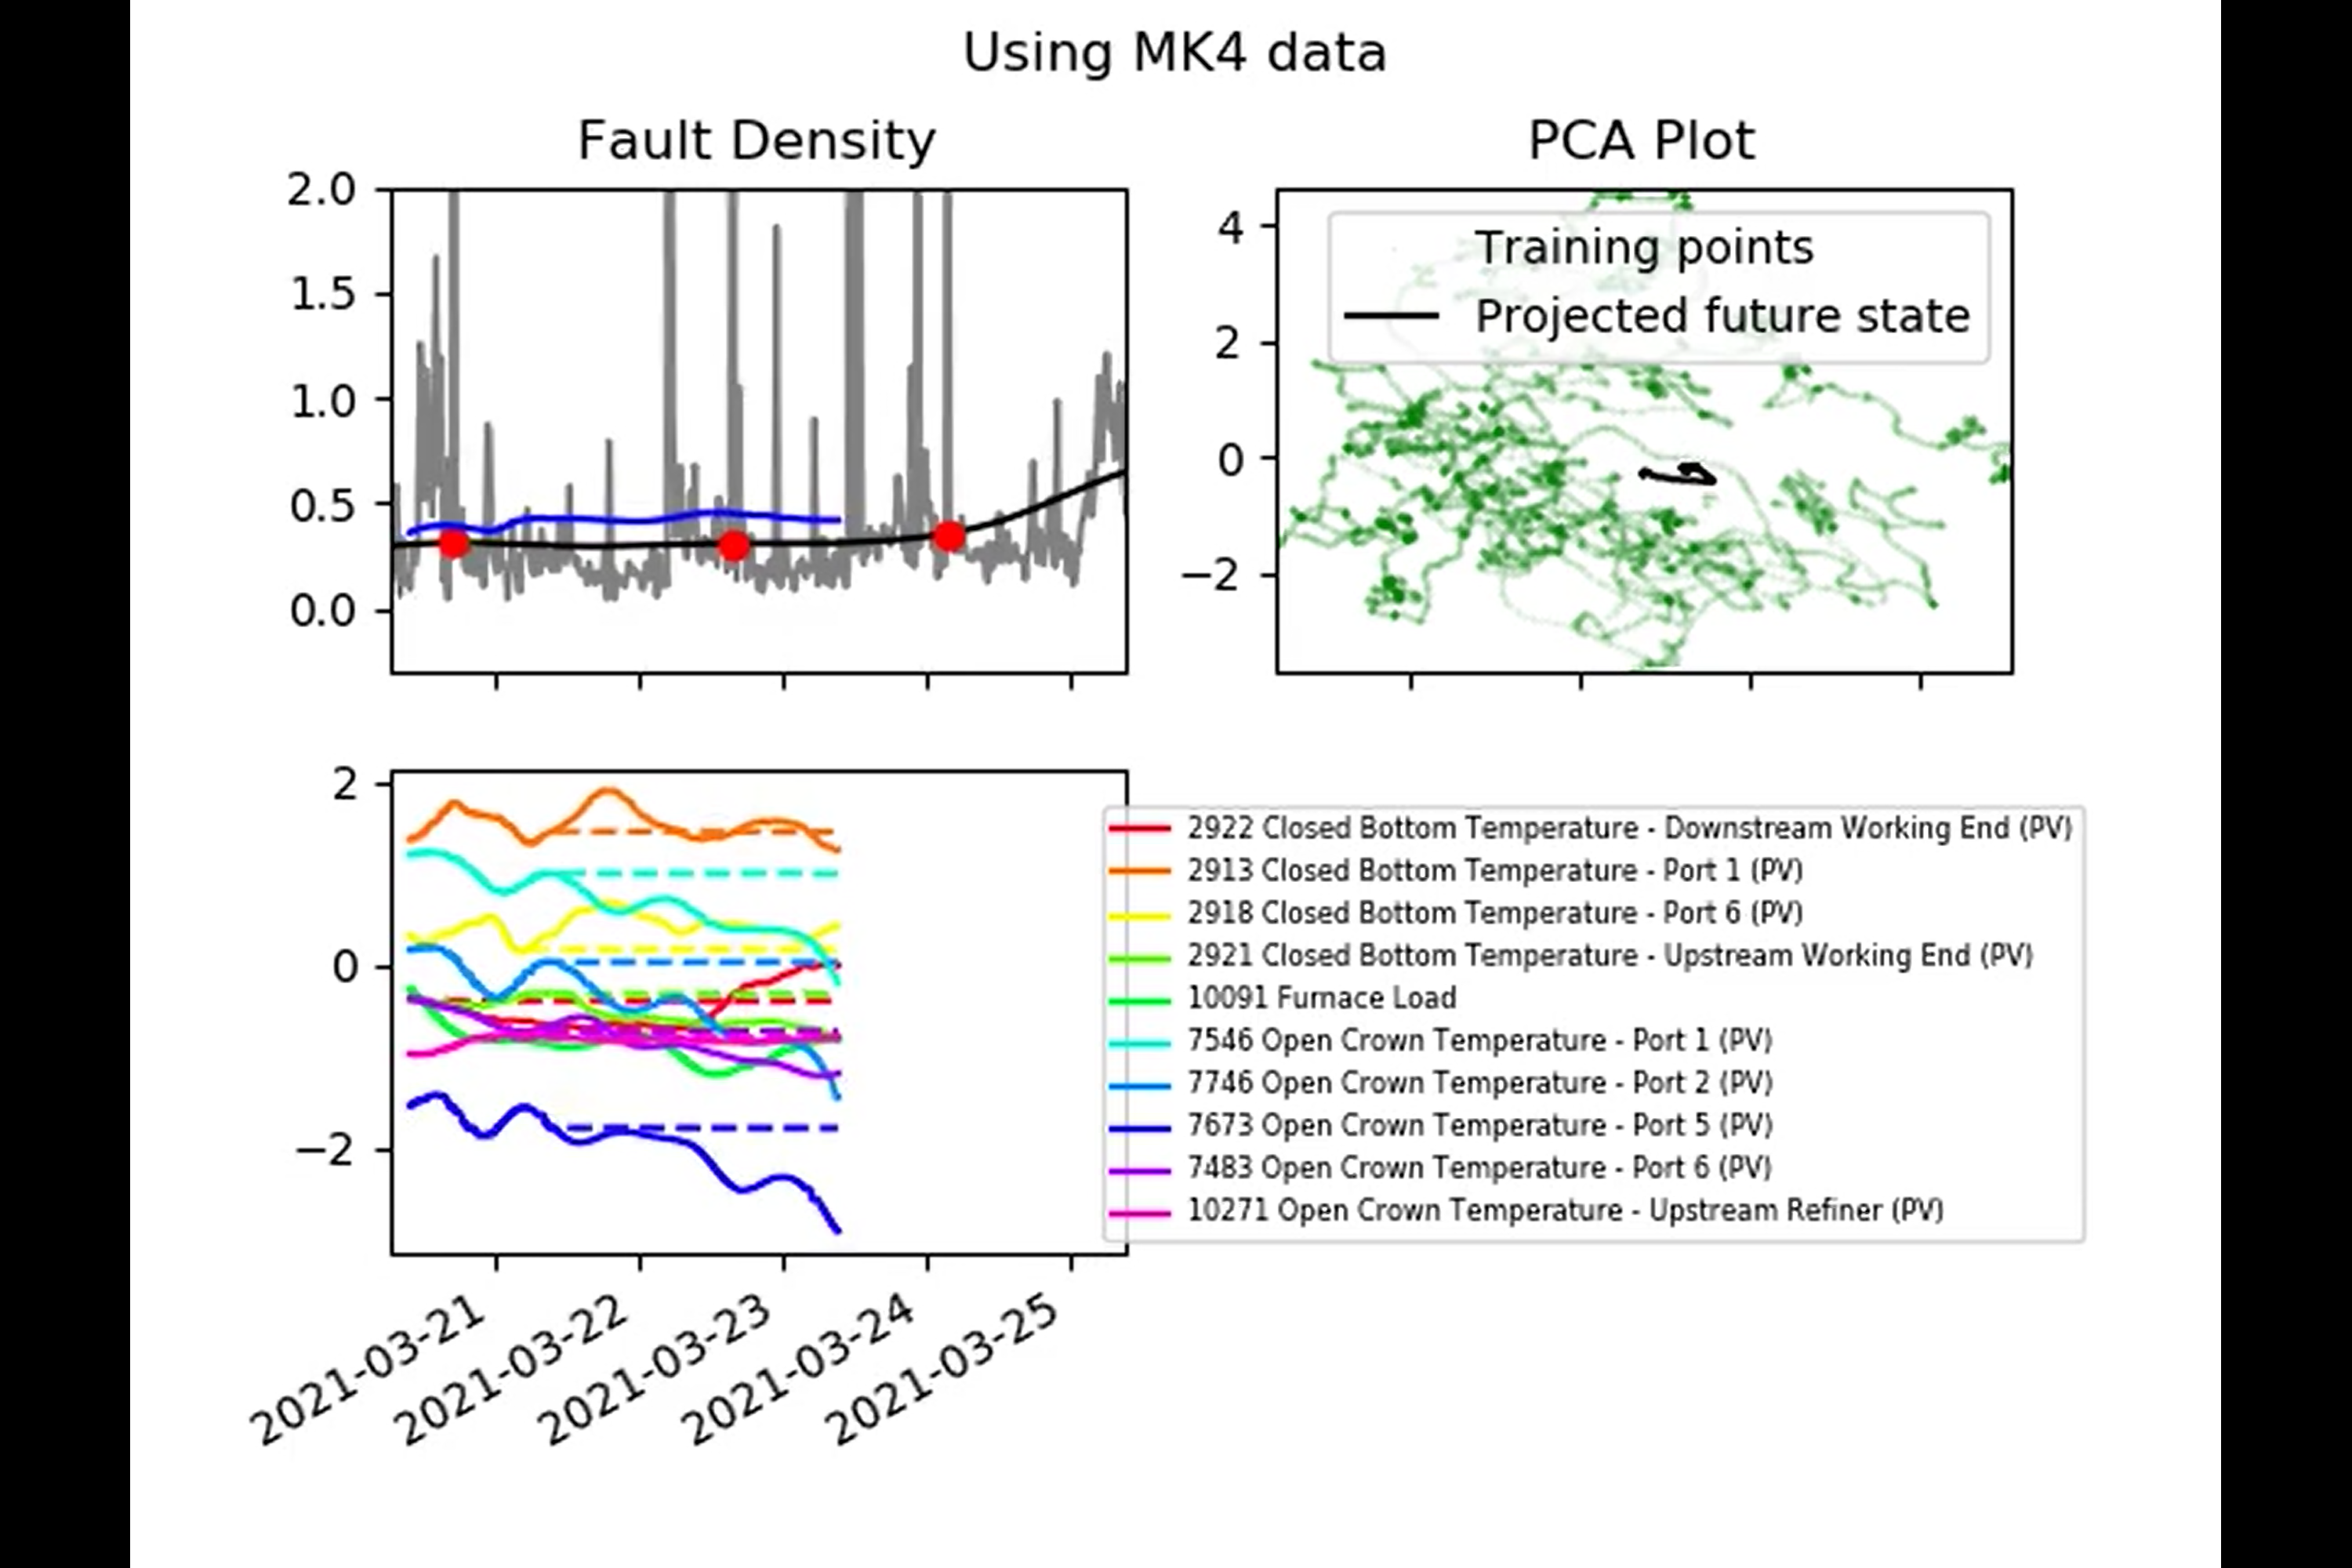 Using MK4 data
Fault Density
2.0
1.5
1.0
0.5
0.0
PCA Plot
4
2
0
−2
Training points
Projected future state
2
0
−2
2021-03-21
2021-03-22
2021-03-23
2021-03-24
2021-03-25
2922 Closed Bottom Temperature - Downstream Working End (PV)
2913 Closed Bottom Temperature - Port 1 (PV)
2918 Closed Bottom Temperature - Port 6 (PV)
2921 Closed Bottom Temperature - Upstream Working End (PV)
10091 Furnace Load
7546 Open Crown Temperature - Port 1 (PV)
7746 Open Crown Temperature - Port 2 (PV)
7673 Open Crown Temperature - Port 5 (PV)
7483 Open Crown Temperature - Port 6 (PV)
10271 Open Crown Temperature - Upstream Refiner (PV)